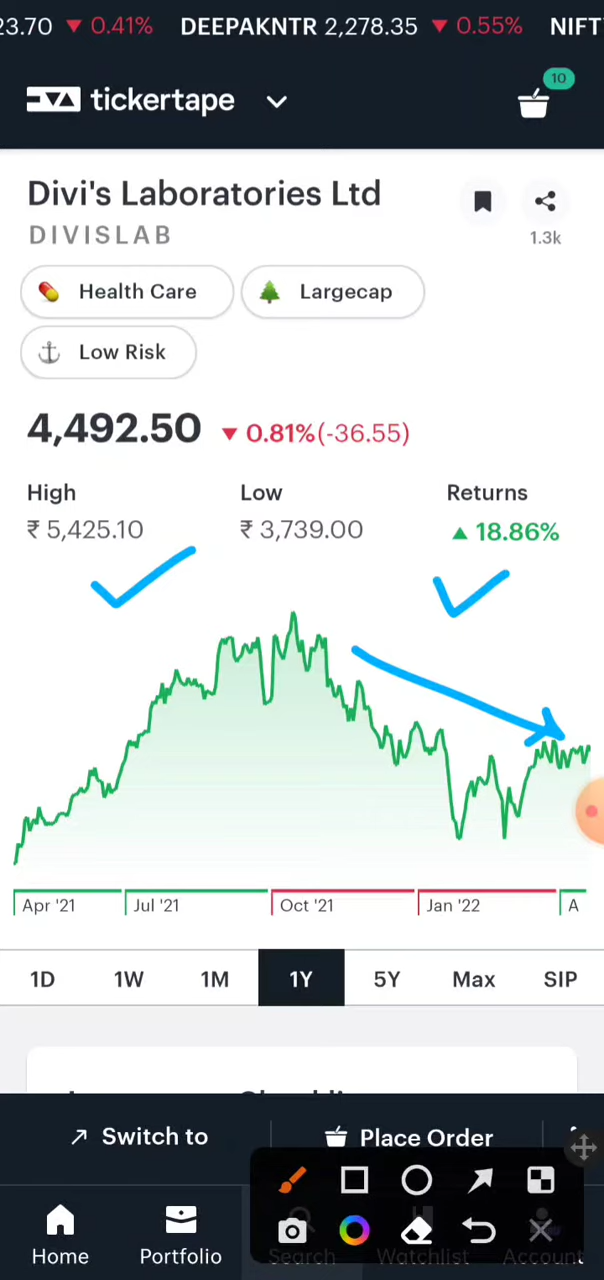 23.70 ▼ 0.41% DEEPAKNTR 2,278.35 ▼ 0.55% NIFT
tickertape
10
Divi's Laboratories Ltd
DIVISLAB
1.3k
Health Care
Largecap
Low Risk
4,492.50 ▼ 0.81%(-36.55)
High Low Returns
₹ 5,425.10 ₹ 3,739.00 ▲ 18.86%
Apr '21 Jul '21 Oct '21 Jan '22 A
1D 1W 1M 1Y 5Y Max SIP
Switch to Place Order
Home Portfolio Search Watchlist Account